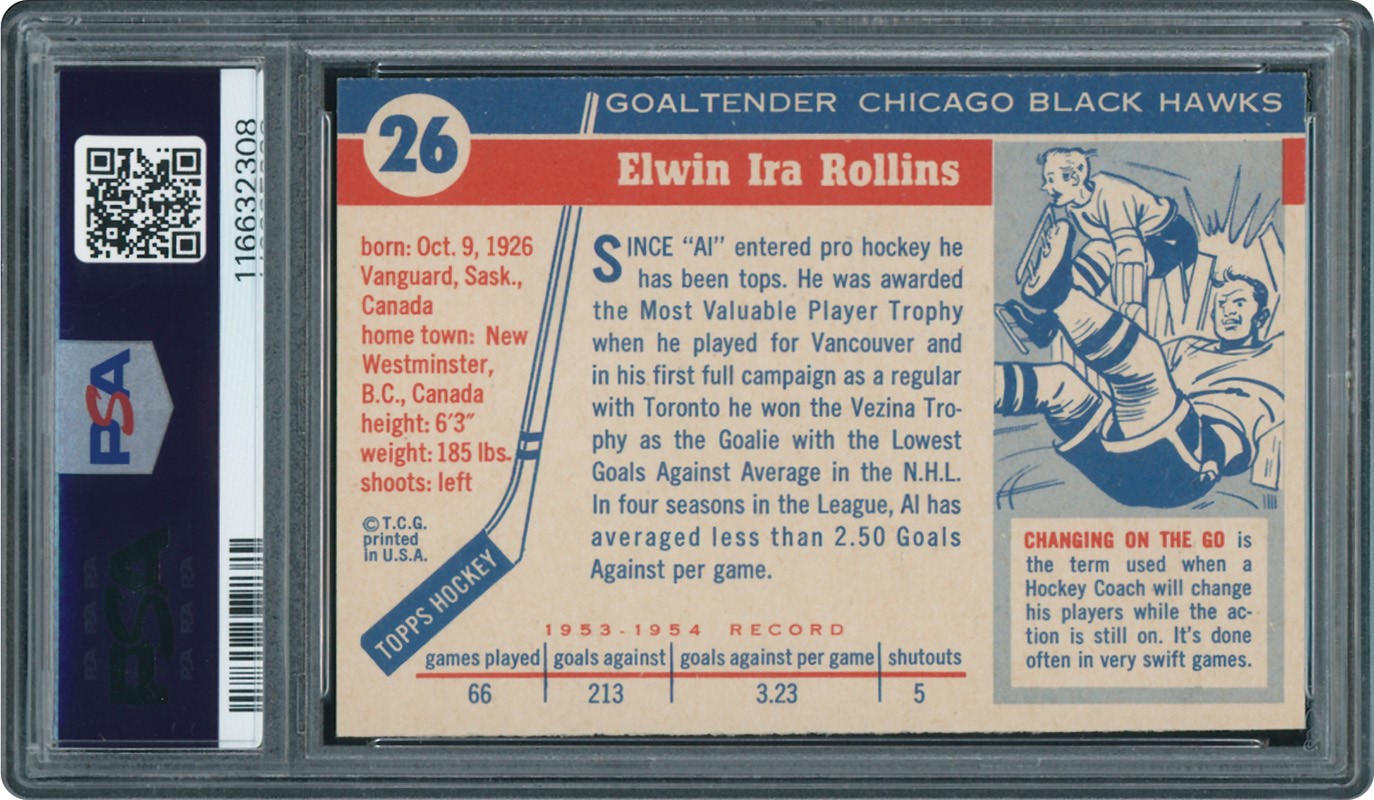 26
GOALTENDER CHICAGO BLACK HAWKS
Elwin Ira Rollins
born: Oct. 9, 1926
Vanguard, Sask.,
Canada
home town: New
Westminster,
B.C., Canada
height: 6'3"
weight: 185 lbs.
shoots: left
©T.C.G.
printed
in U.S.A.
TOPPS HOCKEY
SINCE "Al" entered pro hockey he
has been tops. He was awarded
the Most Valuable Player Trophy
when he played for Vancouver and
in his first full campaign as a regular
with Toronto he won the Vezina Tro-
phy as the Goalie with the Lowest
Goals Against Average in the N.H.L.
In four seasons in the League, Al has
averaged less than 2.50 Goals
Against per game.
1953-1954 RECORD
games played goals against goals against per game shutouts
66 213 3.23 5
CHANGING ON THE GO is
the term used when a
Hockey Coach will change
his players while the ac-
tion is still on. It's done
often in very swift games.
116632308
PSA
PSA
PSA PSA PSA
PSA PSA PSA